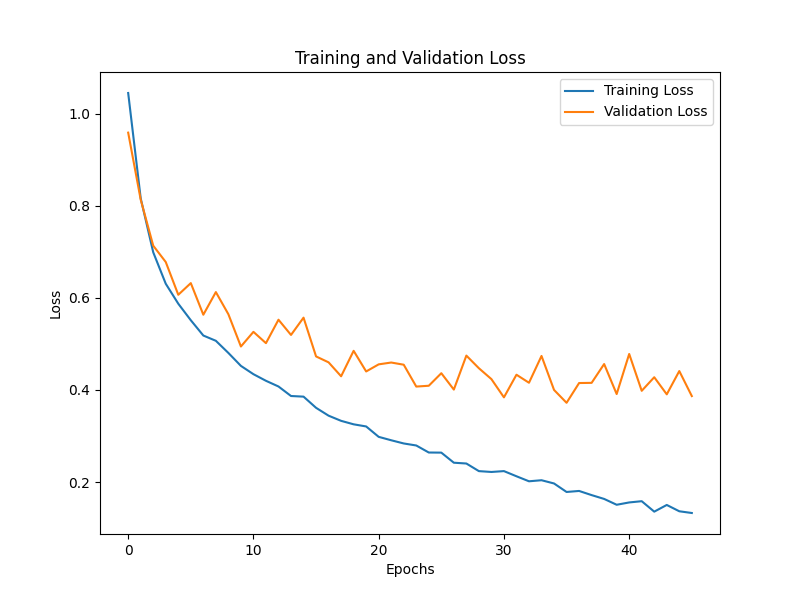 Training and Validation Loss
Training Loss
Validation Loss
1.0
0.8
0.6
0.4
0.2
Loss
0 10 20 30 40
Epochs